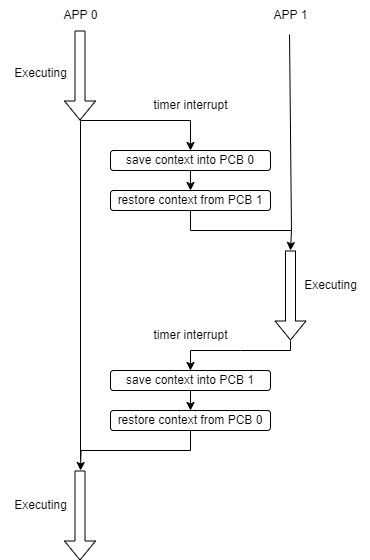 APP 0
APP 1
Executing
timer interrupt
save context into PCB 0
restore context from PCB 1
Executing
timer interrupt
save context into PCB 1
restore context from PCB 0
Executing